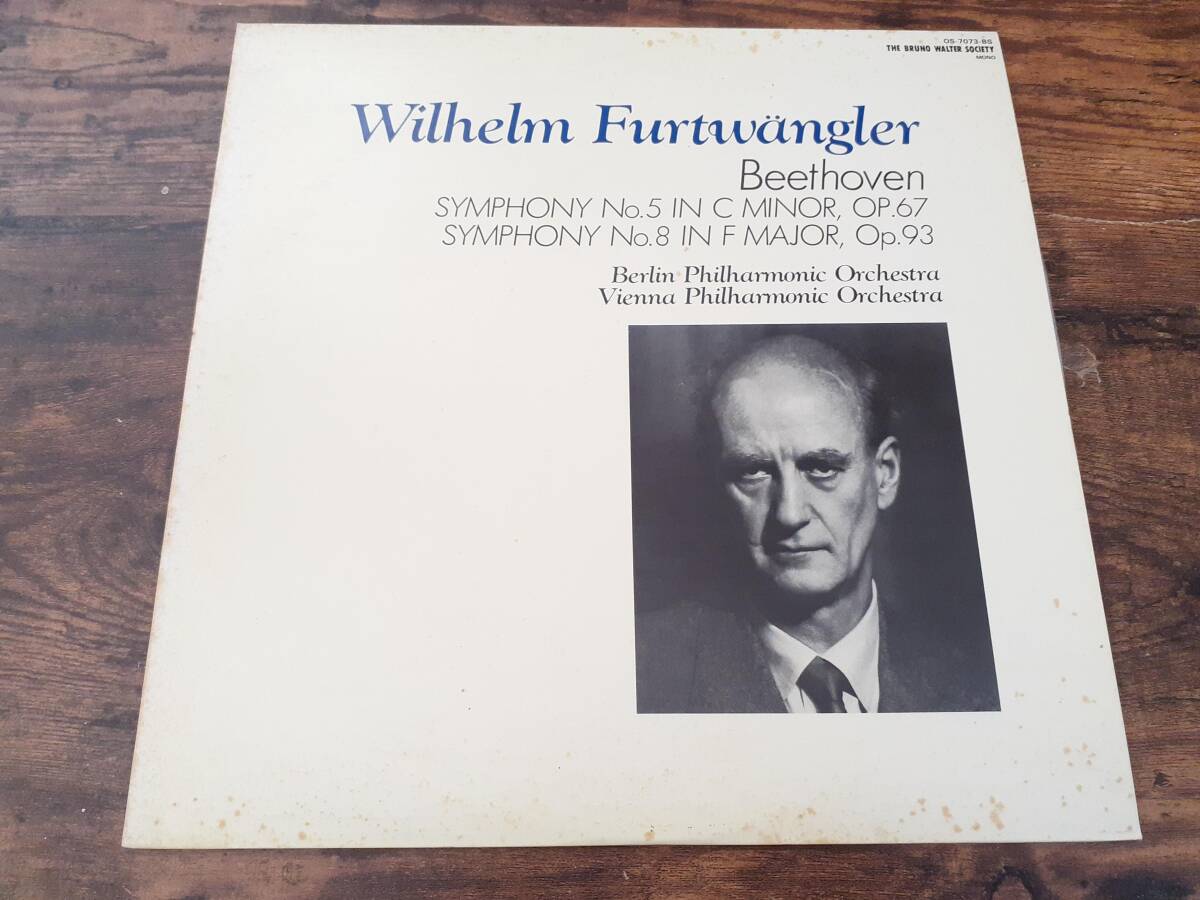 OS-7073-BS
THE BRUNO WALTER SOCIETY
MONO
Wilhelm Furtwängler
Beethoven
SYMPHONY No.5 IN C MINOR, OP.67
SYMPHONY No.8 IN F MAJOR, Op.93
Berlin Philharmonic Orchestra
Vienna Philharmonic Orchestra